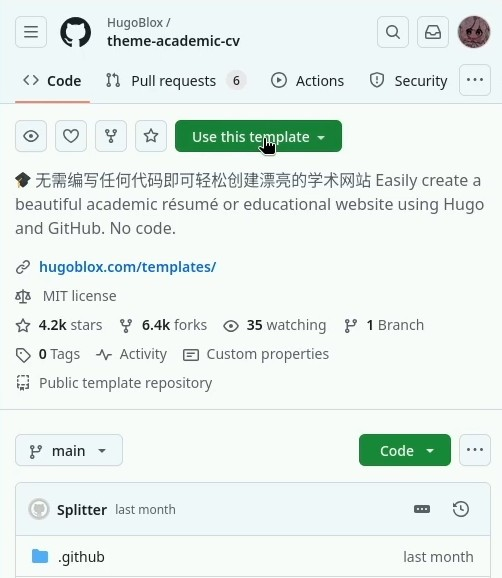 HugoBlox /
theme-academic-cv
Code
Pull requests 6
Actions
Security
Use this template
🎓 无需编写任何代码即可轻松创建漂亮的学术网站 Easily create a
beautiful academic résumé or educational website using Hugo
and GitHub. No code.
hugoblox.com/templates/
MIT license
4.2k stars
6.4k forks
35 watching
1 Branch
0 Tags
Activity
Custom properties
Public template repository
main
Code
Splitter last month
.github last month